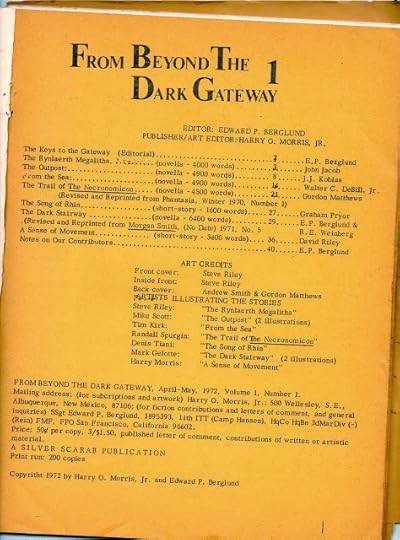 FROM BEYOND THE 1
DARK GATEWAY
EDITOR: EDWARD P. BERGLUND
PUBLISHER/ART EDITOR: HARRY O. MORRIS, JR.
The Keys to the Gateway (Editorial) E.P. Berglund
The Rynlaerth Megaliths, (novella - 4000 words) John Jacob
The Outpost: (novella - 4900 words) 8 J.J. Koblas
From the Sea: (novella - 4900 words) 14 Walter C. DeBill, Jr.
The Trail of The Necronomicon (novella - 4500 words) 21 Gordon Matthews
(Revised and Reprinted from Phantasia, Winter 1970, Number 1)
The Song of Rhin (short-story - 1600 words) 27 Graham Pryor
The Dark Stairway (novella - 6400 words) 29 E.P. Berglund &
(Revised and Reprinted from Morgan Smith, (No Date) 1971, No. 5 R.E. Weinberg
A Sense of Movement (short-story - 3400 words) 36 David Riley
Notes on Our Contributors 40 E.P. Berglund
ART CREDITS
Front cover: Steve Riley
Inside front: Steve Riley
Back cover: Andrew Smith & Gordon Matthews
ARTISTS ILLUSTRATING THE STORIES
Steve Riley: "The Rynlaerth Megaliths"
Mike Scott: "The Outpost" (2 illustrations)
Tim Kirk: "From the Sea"
Randall Spurgin: "The Trail of The Necronomicon"
Denis Tiani: "The Song of Rhin"
Mark Gelotte: "The Dark Stairway" (2 illustrations)
Harry Morris: "A Sense of Movement"
FROM BEYOND THE DARK GATEWAY, April-May, 1972, Volume 1, Number 1.
Mailing address: (for subcriptions and artwork) Harry O. Morris, Jr.: 500 Wellesley, S.E.,
Albuquerque, New Mexico, 87106; (for fiction contributions and letters of comment, and general
inquiries) SSgt Edward P. Berglund, 1895393, 11th ITT (Camp Hansen), HqCo HqBn 3dMarDiv (-)
(Rein) FMF, FPO San Francisco, California 96602.
Price: 50¢ per copy, 3/$1.50, published letter of comment, contributions of written or artistic
material.
A SILVER SCARAB PUBLICATION
Print run: 200 copies
Copyriht 1972 by Harry O. Morris, Jr. and Edward P. Berglund